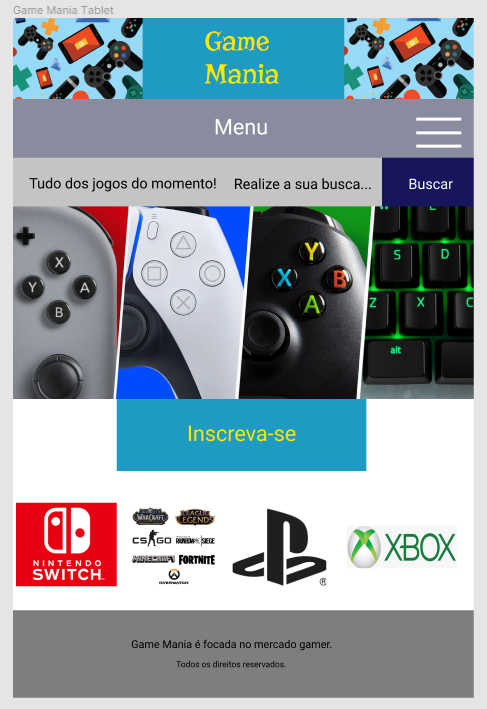 Game Mania Tablet
Game
Mania
Menu
Tudo dos jogos do momento! Realize a sua busca... Buscar
W E L
X
Y A
B
Y
X B
A
S D
Z X C
alt
Inscreva-se
NINTENDO
SWITCH
WARCRAFT
LEAGUE
LEGENDS
CS GO
RAINBOW SIX SIEGE
MINECRAFT FORTNITE
OVERWATCH
®
XBOX
Game Mania é focada no mercado gamer.
Todos os direitos reservados.